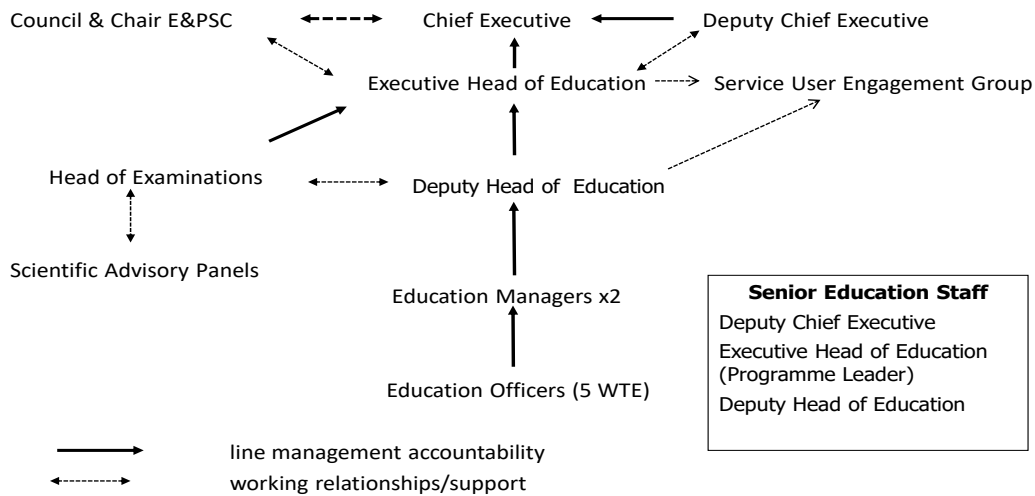 Council & Chair E&PSC
Chief Executive
Deputy Chief Executive
Executive Head of Education
Service User Engagement Group
Head of Examinations
Deputy Head of Education
Scientific Advisory Panels
Education Managers x2
Education Officers (5 WTE)
Senior Education Staff
Deputy Chief Executive
Executive Head of Education
(Programme Leader)
Deputy Head of Education
line management accountability
working relationships/support